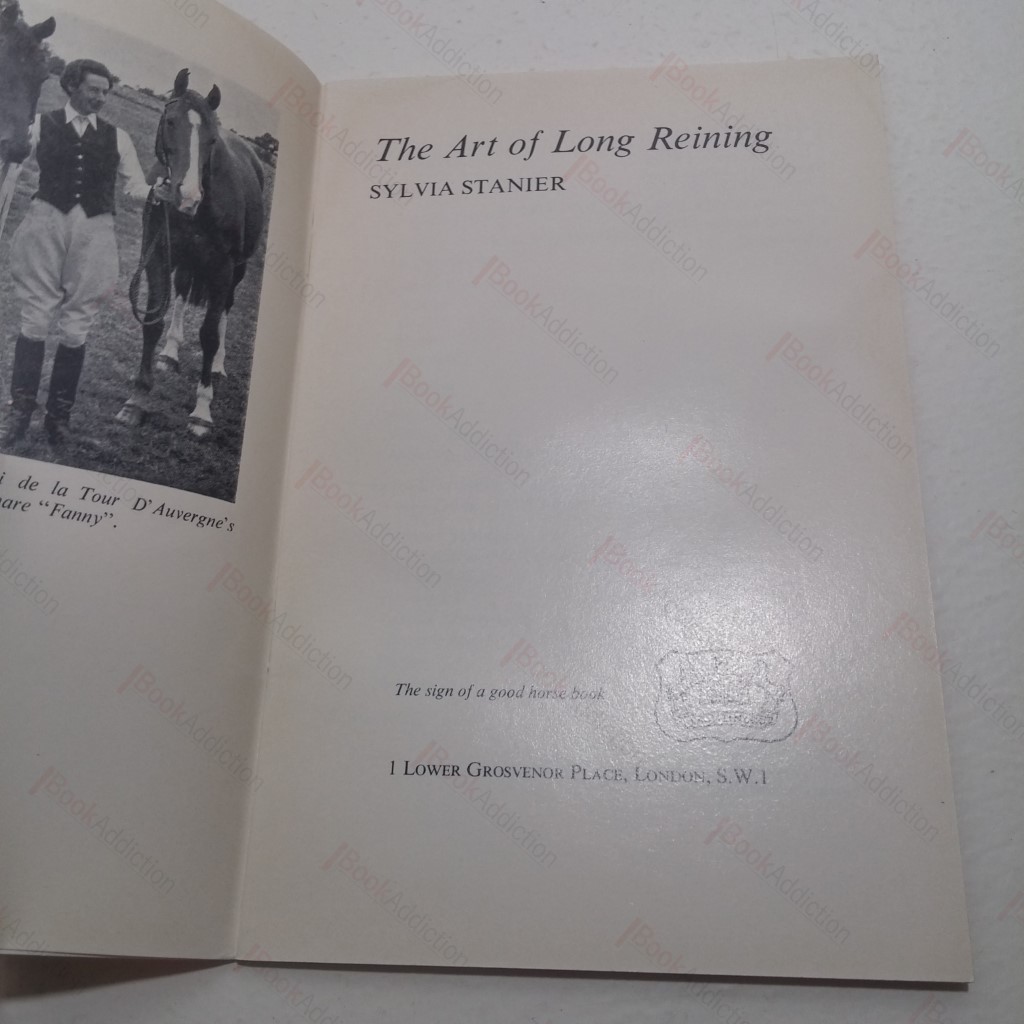 de la Tour D'Auvergne's
"Fanny".
The Art of Long Reining
SYLVIA STANIER
The sign of a good horse book
1 LOWER GROSVENOR PLACE, LONDON, S.W.1
BookAddiction